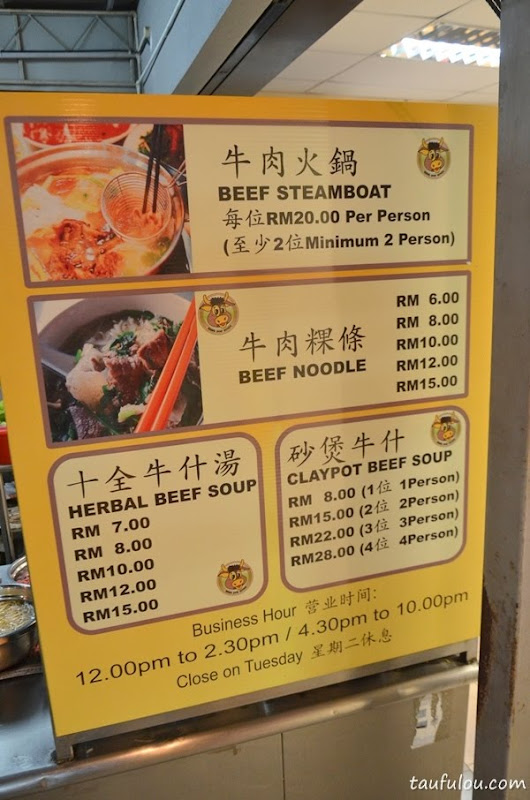 牛肉火鍋
BEEF STEAMBOAT
每位RM20.00 Per Person
(至少2位Minimum 2 Person)
牛肉粿條
BEEF NOODLE
RM 6.00
RM 8.00
RM10.00
RM12.00
RM15.00
十全牛什湯
HERBAL BEEF SOUP
RM 7.00
RM 8.00
RM10.00
RM12.00
RM15.00
砂煲牛什
CLAYPOT BEEF SOUP
RM 8.00 (1位 1Person)
RM15.00 (2位 2Person)
RM22.00 (3位 3Person)
RM28.00 (4位 4Person)
Business Hour 营业时间:
12.00pm to 2.30pm / 4.30pm to 10.00pm
Close on Tuesday 星期二休息
taufulou.com